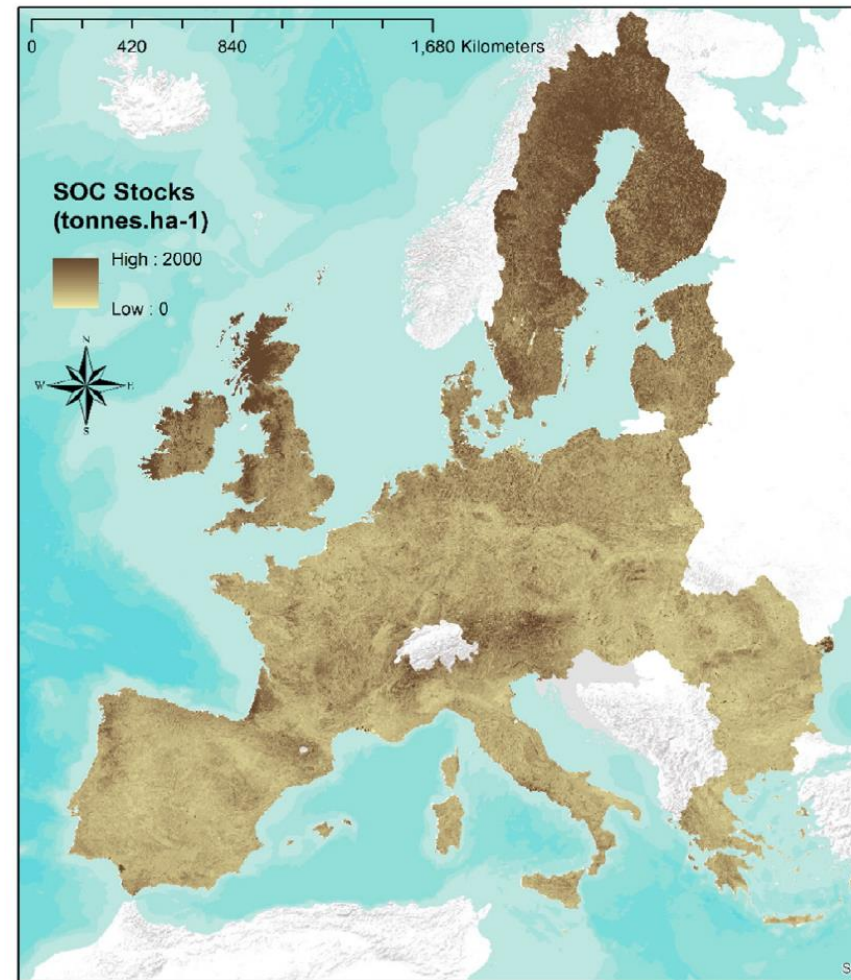 0 420 840 1,680 Kilometers
SOC Stocks
(tonnes.ha-1)
High : 2000
Low : 0
N
W E
S
S